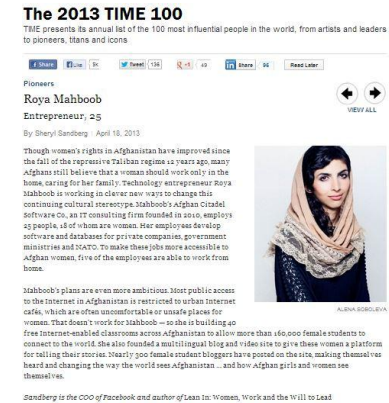 The 2013 TIME 100
TIME presents its annual list of the 100 most influential people in the world, from artists and leaders
to pioneers, titans and icons
Share Like 5K Tweet 136 +1 49 Share 96 Read Later
Pioneers
Roya Mahboob
Entrepreneur, 25
VIEW ALL
By Sheryl Sandberg April 18, 2013
Though women's rights in Afghanistan have improved since
the fall of the repressive Taliban regime 12 years ago, many
Afghans still believe that a woman should work only in the
home, caring for her family. Technology entrepreneur Roya
Mahboob is working in clever new ways to change this
continuing cultural stereotype. Mahboob's Afghan Citadel
Software Co., an IT consulting firm founded in 2010, employs
25 people, 18 of whom are women. Her employees develop
software and databases for private companies, government
ministries and NATO. To make these jobs more accessible to
Afghan women, five of the employees are able to work from
home.
ALENA SOBOLEVA
Mahboob's plans are even more ambitious. Most public access
to the Internet in Afghanistan is restricted to urban Internet
cafés, which are often uncomfortable or unsafe places for
women. That doesn't work for Mahboob — so she is building 40
free Internet-enabled classrooms across Afghanistan to allow more than 160,000 female students to
connect to the world. She also founded a multilingual blog and video site to give these women a platform
for telling their stories. Nearly 300 female student bloggers have posted on the site, making themselves
heard and changing the way the world sees Afghanistan ... and how Afghan girls and women see
themselves.
Sandberg is the COO of Facebook and author of Lean In: Women, Work and the Will to Lead